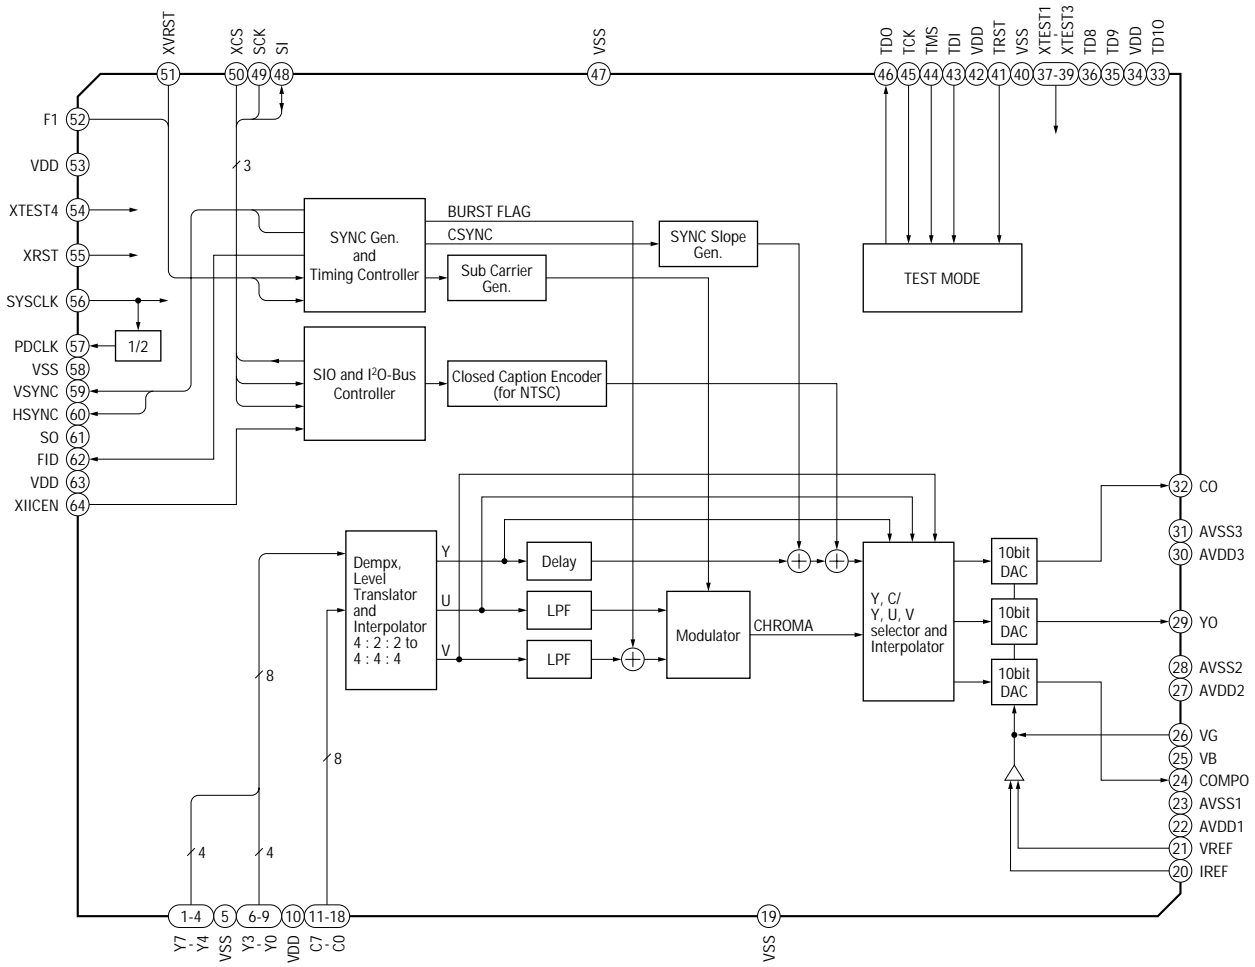 XVRST
XCS
SCK
SI
VSS
TDO
TCK
TMS
TDI
VDD
TRST
VSS
XTEST1
-
XTEST3
TD8
TD9
VDD
TD10
51
50
49
48
47
46
45
44
43
42
41
40
37-39
36
35
34
33
F1 52
VDD 53
XTEST4 54
XRST 55
SYSCLK 56
PDCLK 57
VSS 58
VSYNC 59
HSYNC 60
SO 61
FID 62
VDD 63
XIICEN 64
3
1/2
SYNC Gen.
and
Timing Controller
BURST FLAG
CSYNC
SYNC Slope
Gen.
Sub Carrier
Gen.
TEST MODE
SIO and I²O-Bus
Controller
Closed Caption Encoder
(for NTSC)
Dempx,
Level
Translator
and
Interpolator
4 : 2 : 2 to
4 : 4 : 4
Y
U
V
Delay
LPF
LPF
Modulator
CHROMA
Y, C/
Y, U, V
selector and
Interpolator
10bit
DAC
10bit
DAC
10bit
DAC
32 CO
31 AVSS3
30 AVDD3
29 YO
28 AVSS2
27 AVDD2
26 VG
25 VB
24 COMPO
23 AVSS1
22 AVDD1
21 VREF
20 IREF
8
8
4
4
1-4
5
6-9
10
11-18
19
Y7
-
Y4
VSS
Y3
-
Y0
VDD
C7
-
C0
VSS